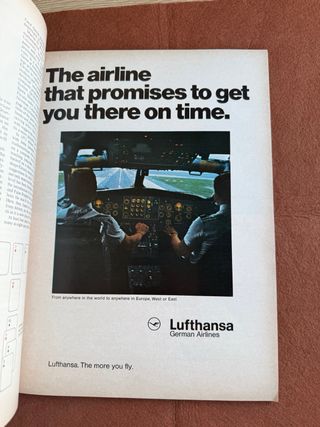 The airline
that promises to get
you there on time.
From anywhere in the world to anywhere in Europe, West or East
Lufthansa
German Airlines
Lufthansa. The more you fly.